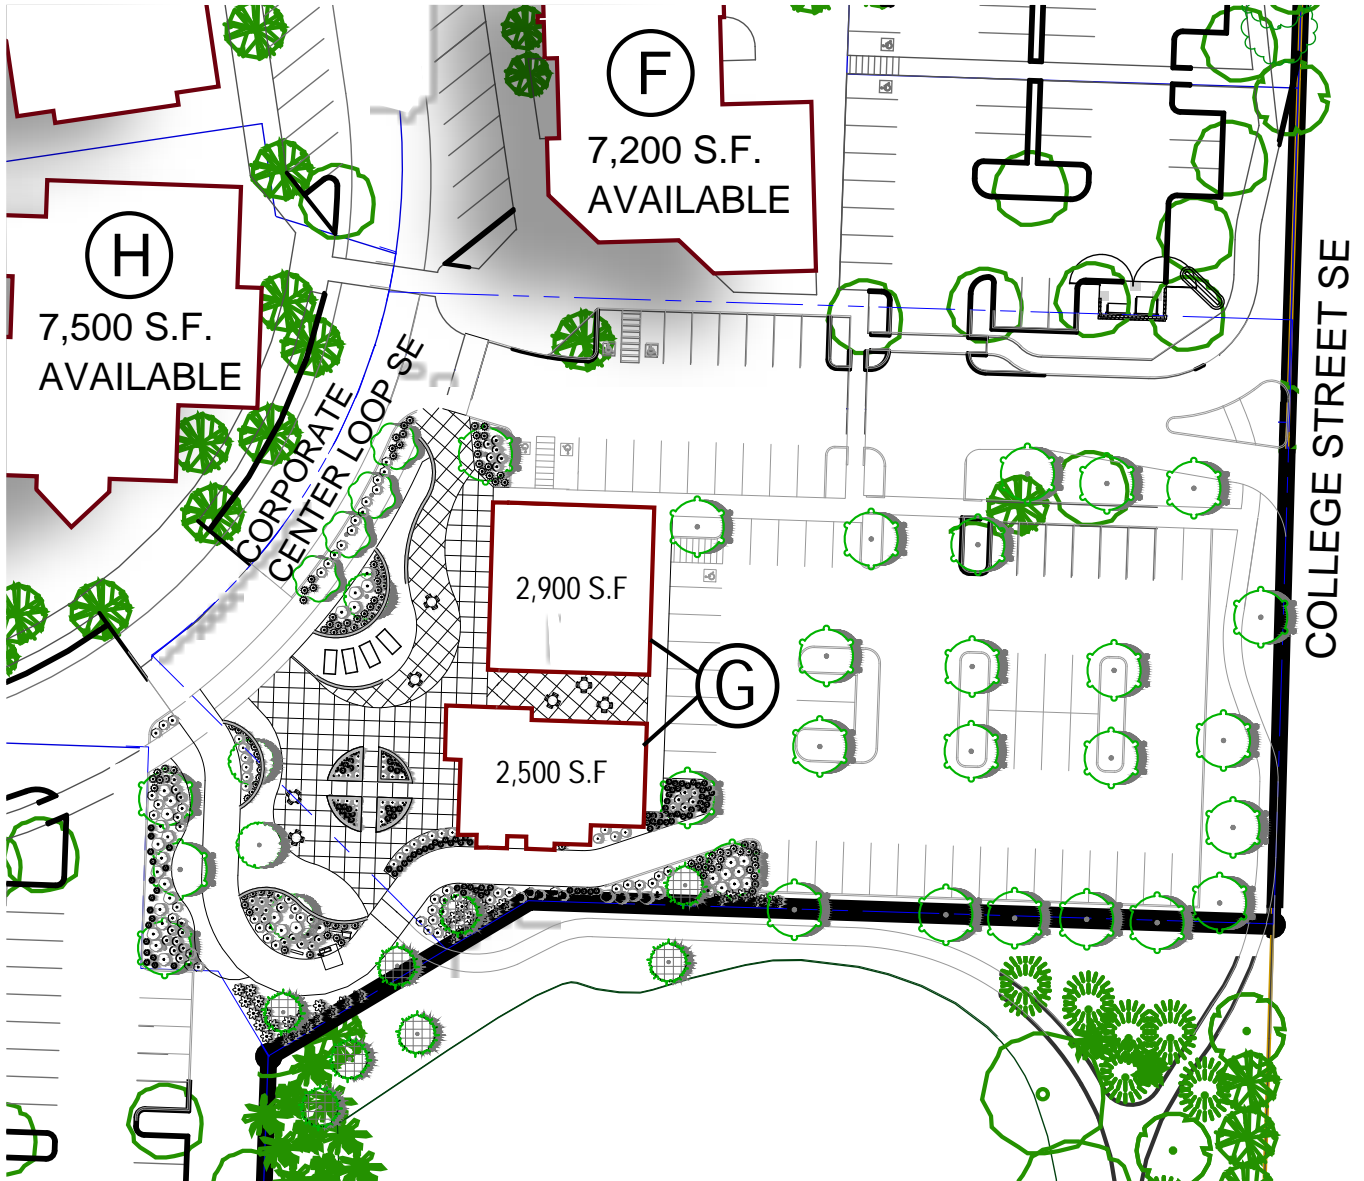 F
7,200 S.F.
AVAILABLE
H
7,500 S.F.
AVAILABLE
CORPORATE
CENTER LOOP SE
COLLEGE STREET SE
2,900 S.F
G
2,500 S.F